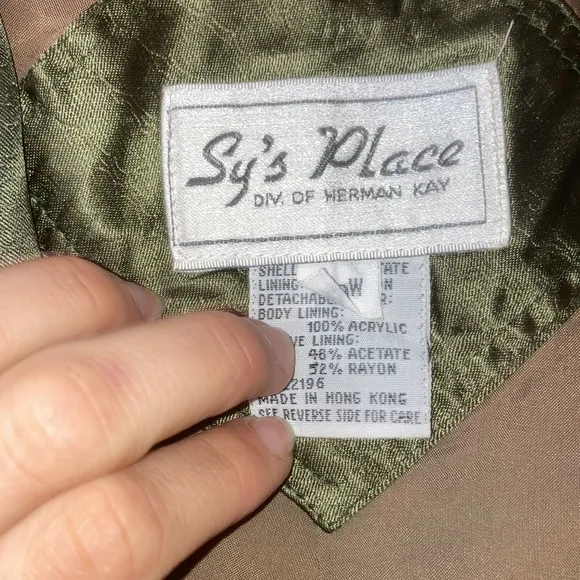 Sy's Place
DIV. OF HERMAN KAY
SHELL
LINING: N
DETACHABLE R:
BODY LINING:
100% ACRYLIC
LINING:
48% ACETATE
52% RAYON
MADE IN HONG KONG
SEE REVERSE SIDE FOR CARE